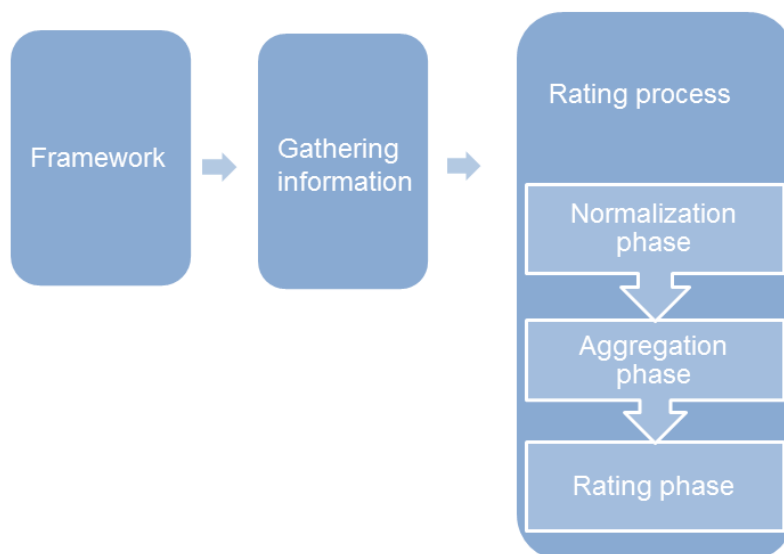 Framework
Gathering
information
Rating process
Normalization
phase
Aggregation
phase
Rating phase